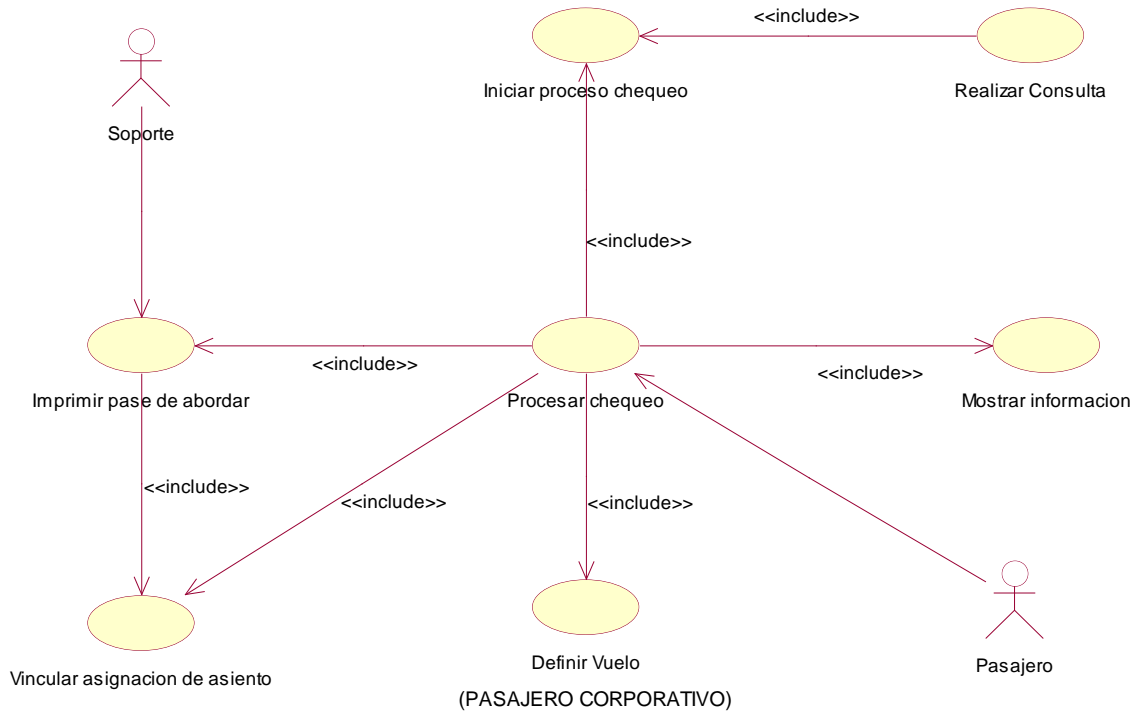 <<include>>
Iniciar proceso chequeo
Realizar Consulta
Soporte
<<include>>
<<include>>
<<include>>
Imprimir pase de abordar
Procesar chequeo
Mostrar informacion
<<include>>
<<include>>
<<include>>
Vincular asignacion de asiento
Definir Vuelo
Pasajero
(PASAJERO CORPORATIVO)